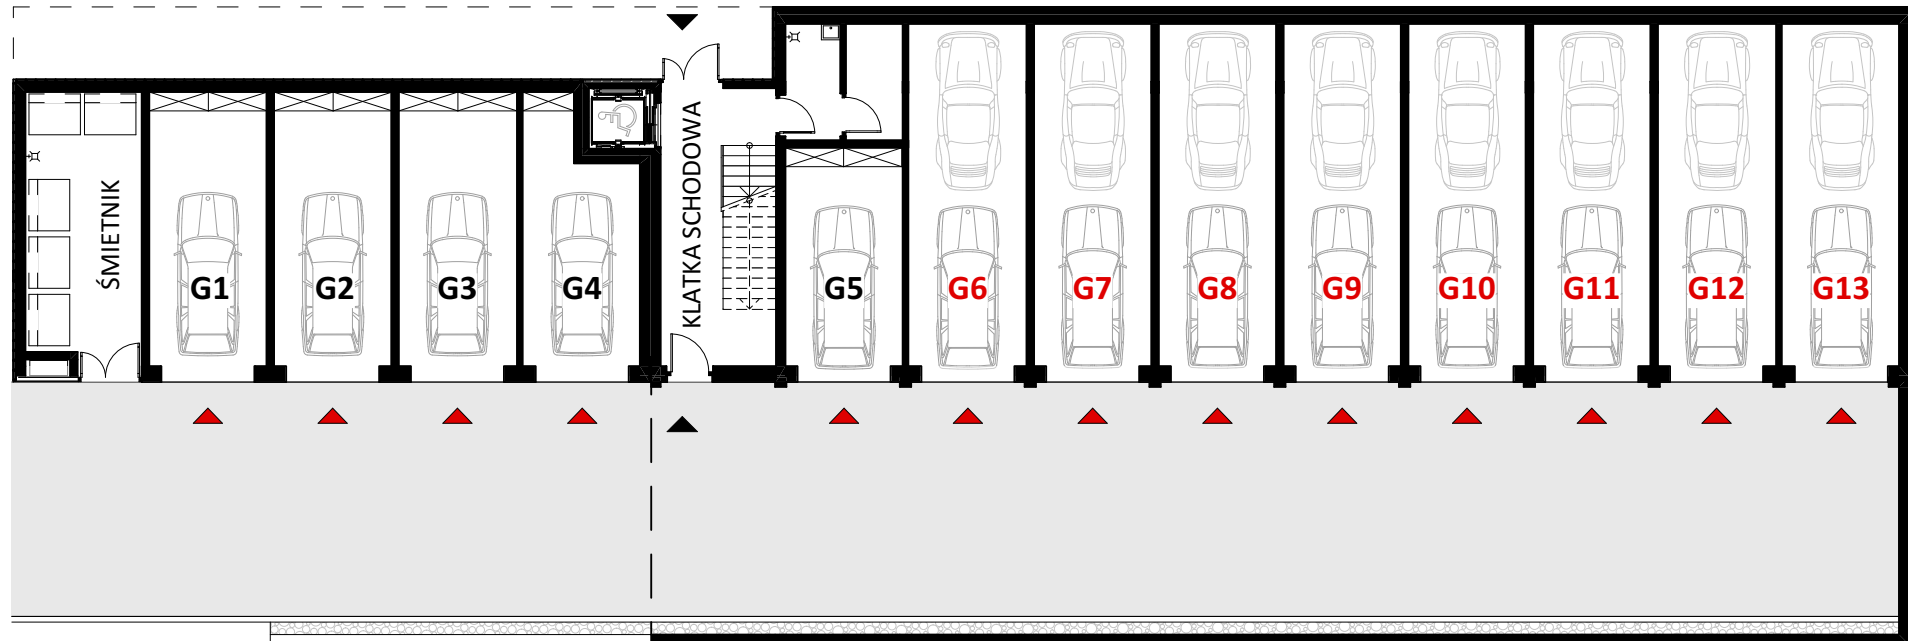 ŚMIETNIK
G1
G2
G3
G4
KLATKA SCHODOWA
G5
G6
G7
G8
G9
G10
G11
G12
G13